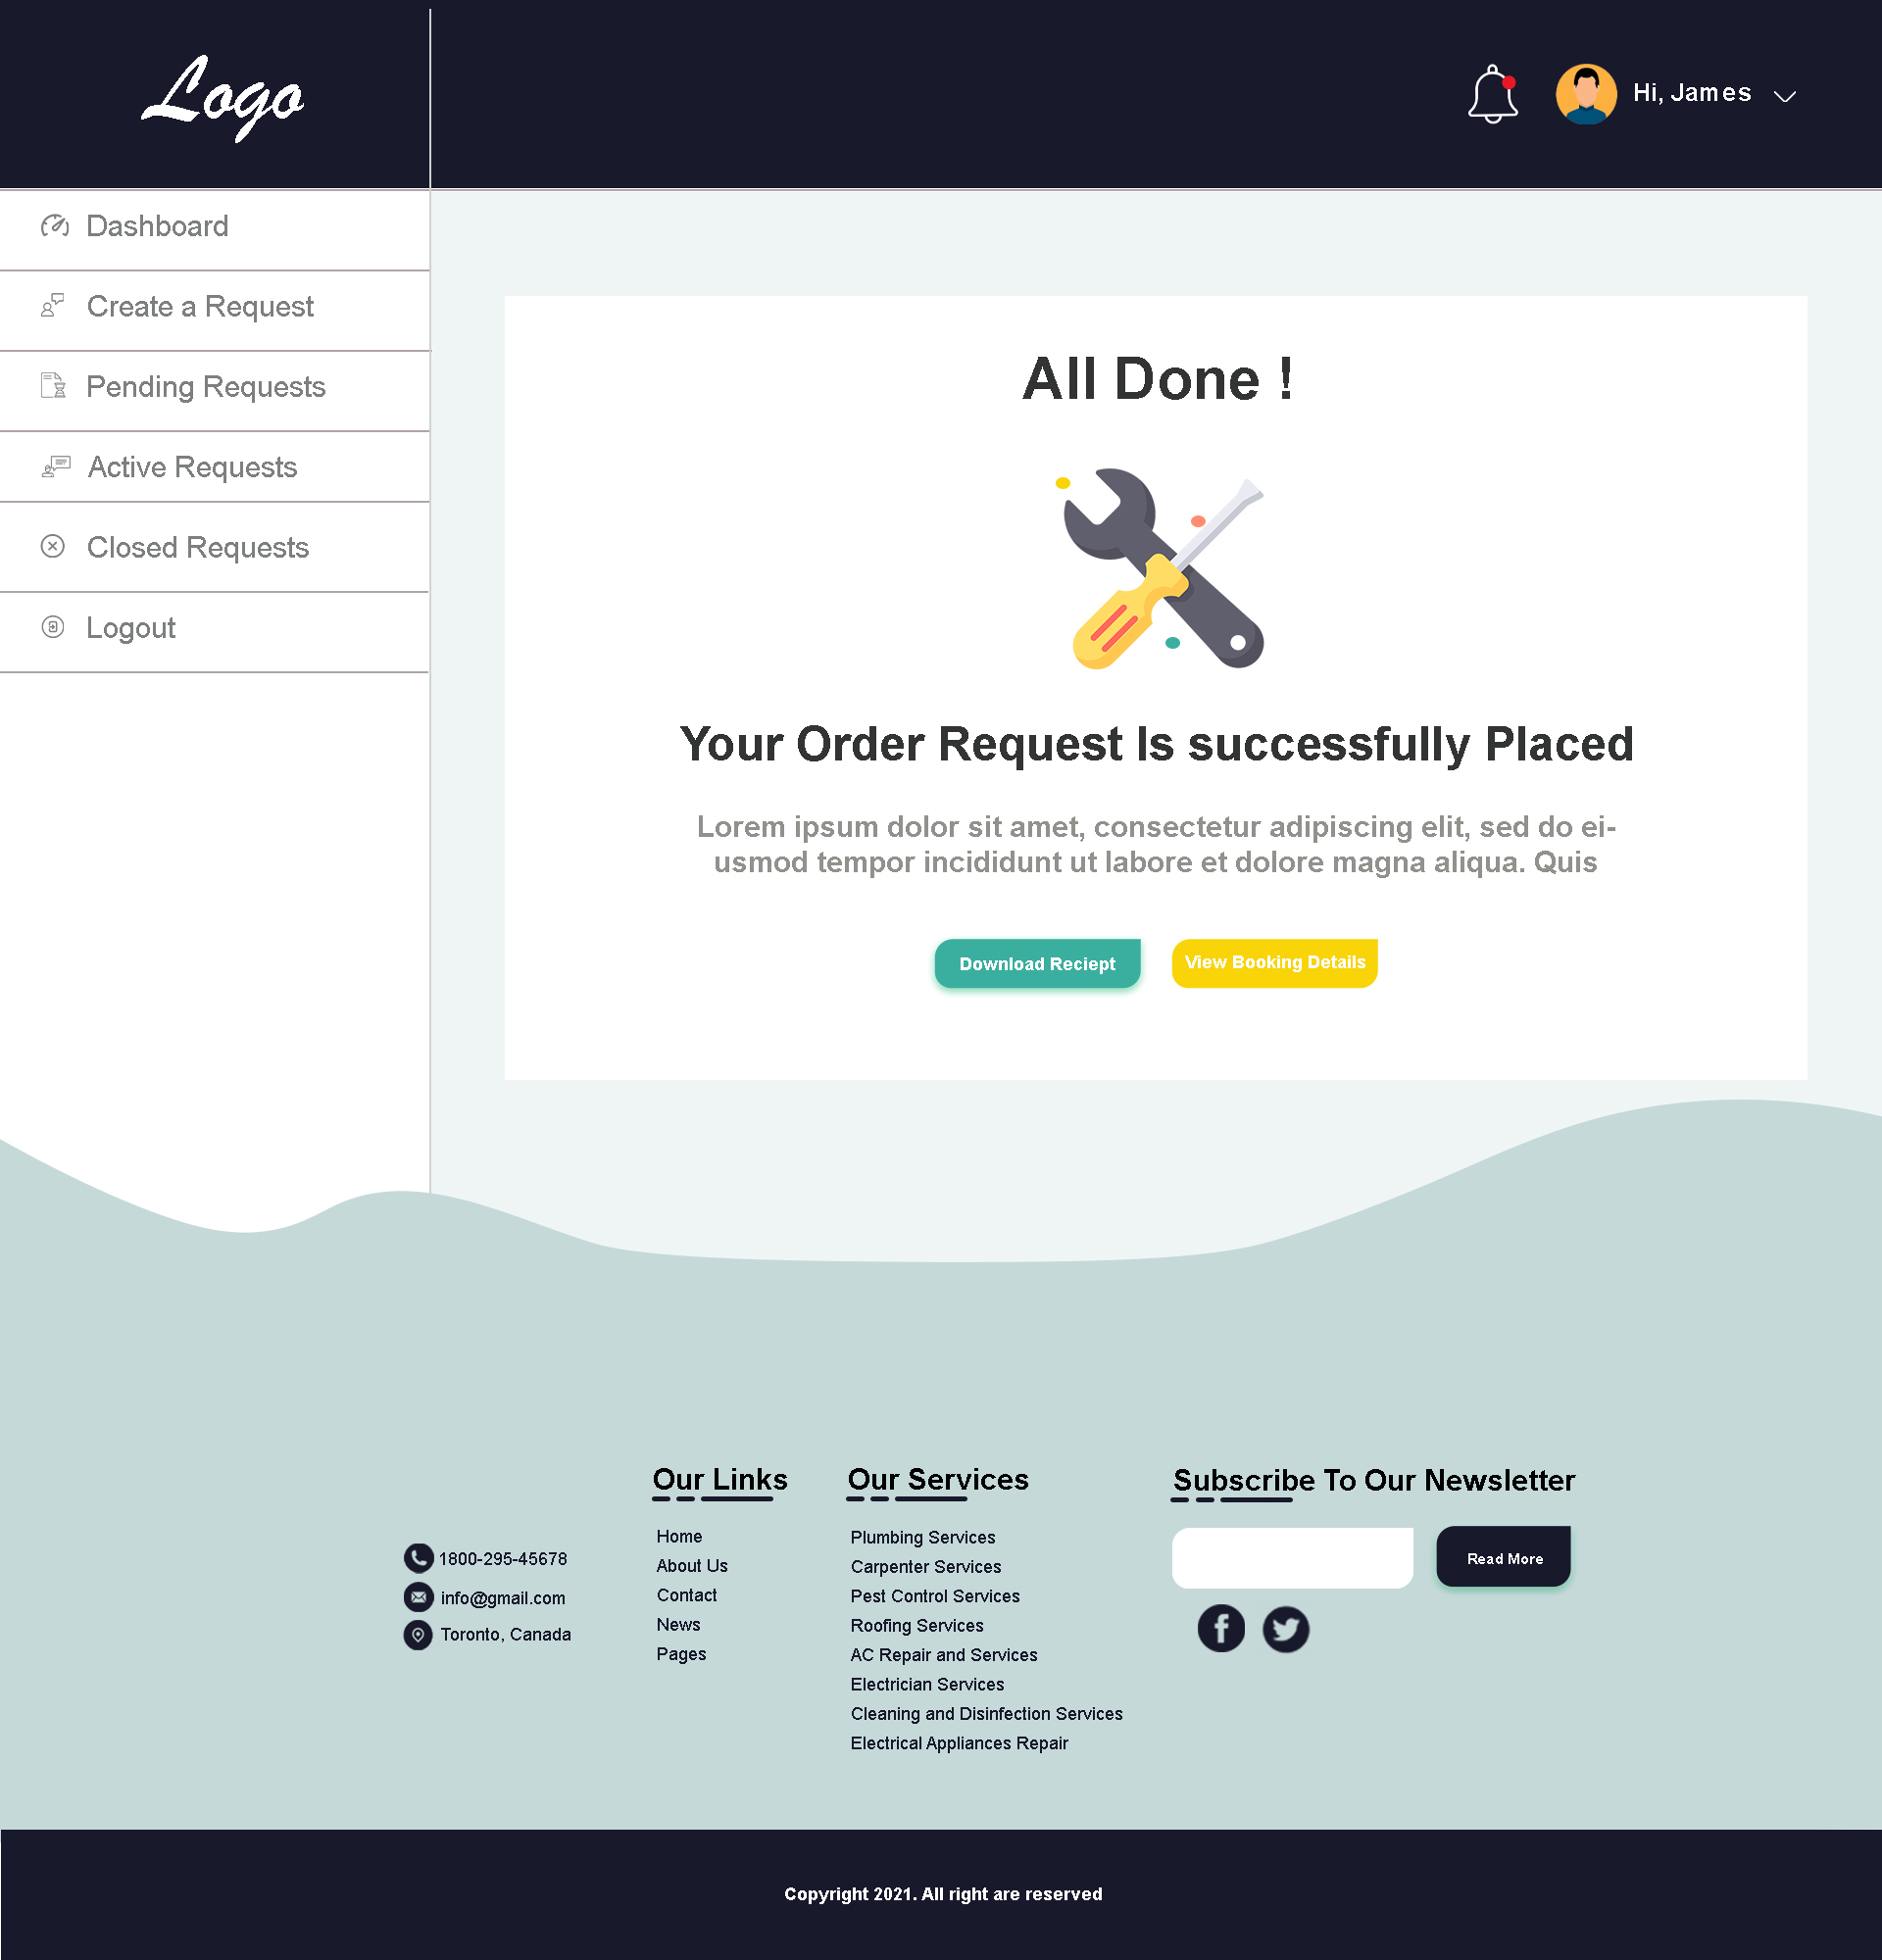 Logo
Hi, James
Dashboard
Create a Request
Pending Requests
Active Requests
Closed Requests
Logout
All Done !
Your Order Request Is successfully Placed
Lorem ipsum dolor sit amet, consectetur adipiscing elit, sed do ei-
usmod tempor incididunt ut labore et dolore magna aliqua. Quis
Download Reciept
View Booking Details
1800-295-45678
info@gmail.com
Toronto, Canada
Our Links
Home
About Us
Contact
News
Pages
Our Services
Plumbing Services
Carpenter Services
Pest Control Services
Roofing Services
AC Repair and Services
Electrician Services
Cleaning and Disinfection Services
Electrical Appliances Repair
Subscribe To Our Newsletter
Read More
Copyright 2021. All right are reserved